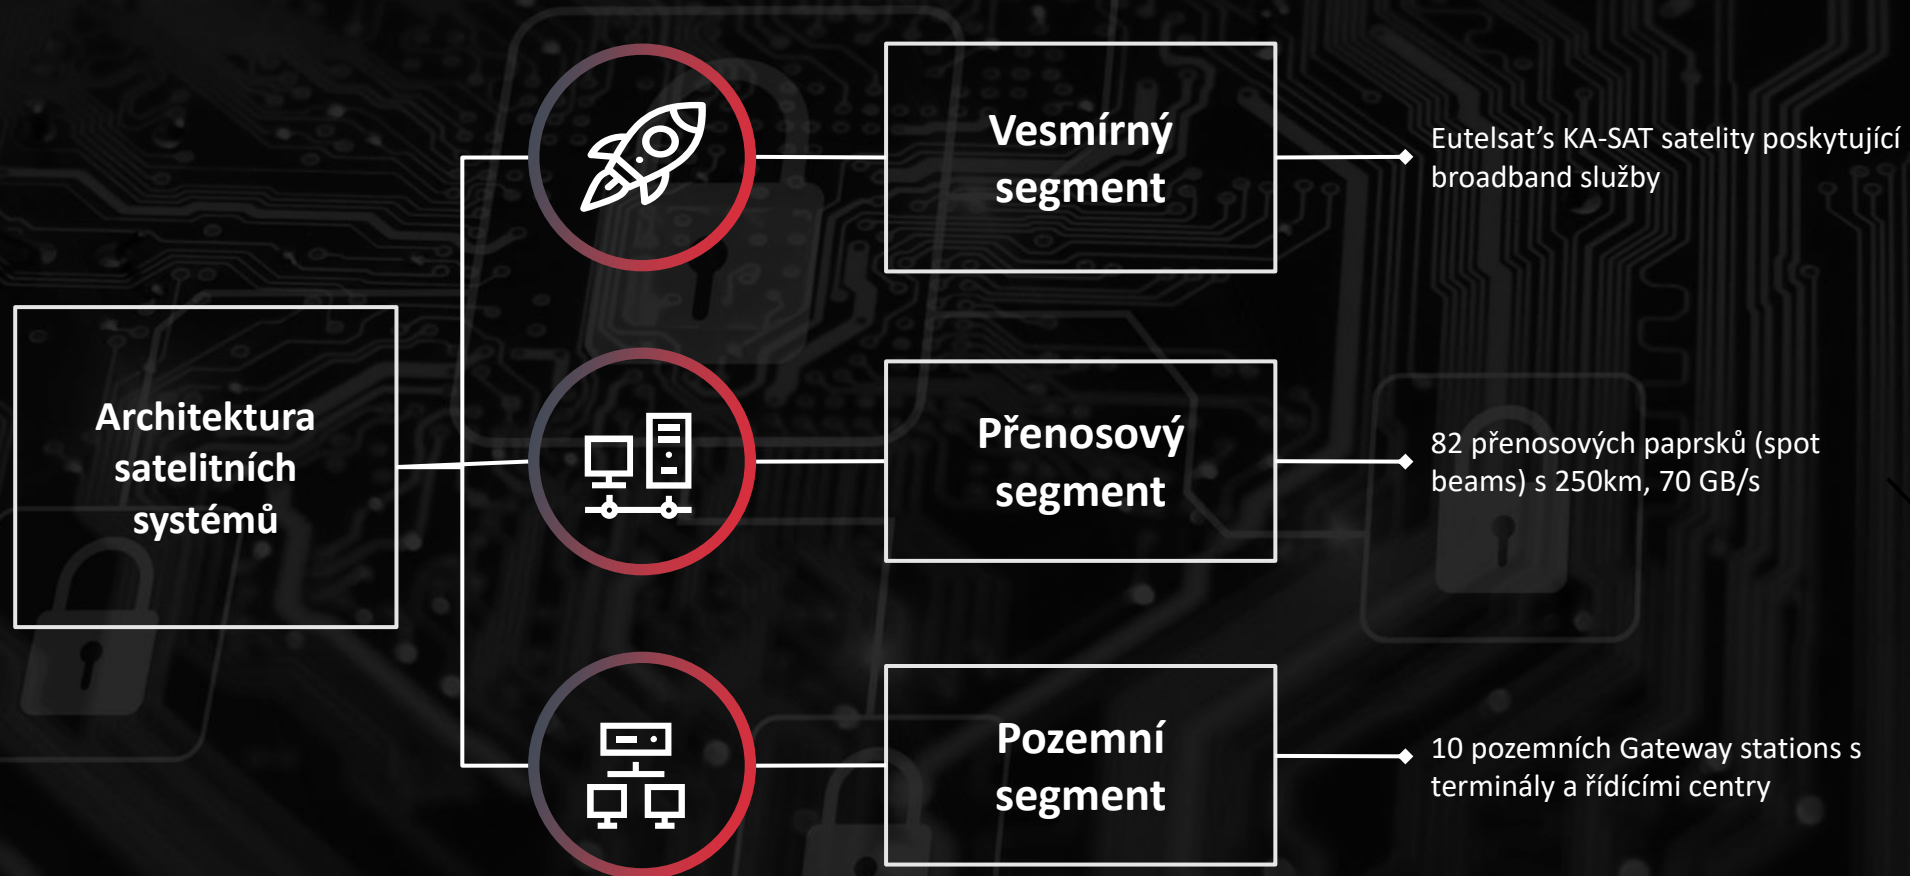 Architektura
satelitních
systémů
Vesmírný
segment
Eutelsat’s KA-SAT satelity poskytující
broadband služby
Přenosový
segment
82 přenosových paprsků (spot
beams) s 250km, 70 GB/s
Pozemní
segment
10 pozemních Gateway stations s
terminály a řídícími centry